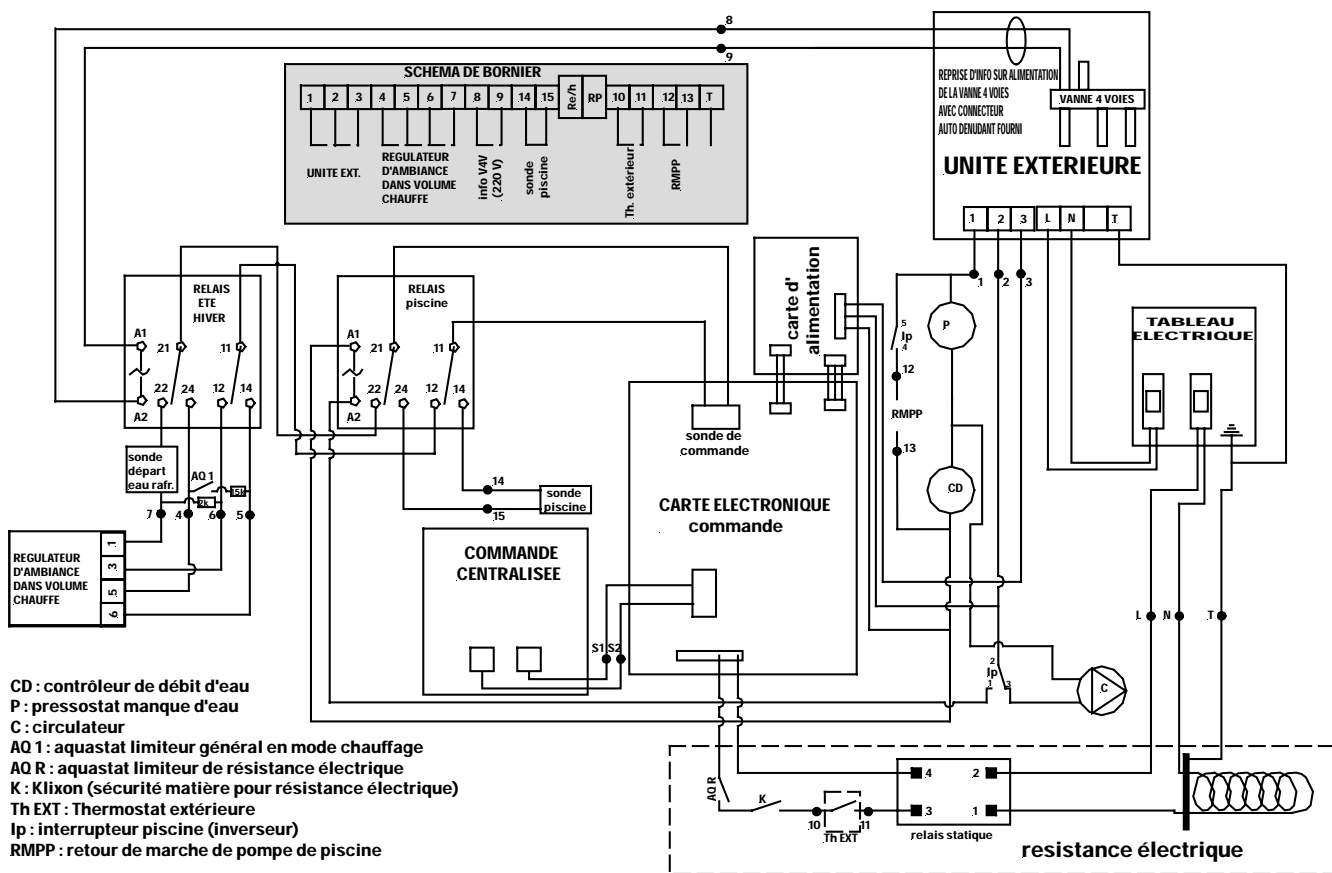 8
9
SCHEMA DE BORNIER
1 2 3 4 5 6 7 8 9 14 15 Re/h RP 10 11 12 13 T
UNITE EXT.
REGULATEUR
D'AMBIANCE
DANS VOLUME
CHAUFFE
info V4V
(220 V)
sonde
piscine
Th. extérieur
RMPP
REPRISE D'INFO SUR ALIMENTATION
DE LA VANNE 4 VOIES
AVEC CONNECTEUR
AUTO DENUDANT FOURNI
VANNE 4 VOIES
UNITE EXTERIEURE
1 2 3 L N T
1 2 3
RELAIS
ETE
HIVER
A1
21
11
22 24 12 14
A2
RELAIS
piscine
A1
21
11
22 24 12 14
A2
carte d'
alimentation
5
Ip
4
12
RMPP
13
P
CD
TABLEAU
ELECTRIQUE
sonde
départ
eau rafr.
AQ 1
15k
2k
7 4 6 5
14
15
sonde
piscine
sonde de
commande
CARTE ELECTRONIQUE
commande
REGULATEUR
D'AMBIANCE
DANS VOLUME
CHAUFFE
1
3
5
6
COMMANDE
CENTRALISEE
S1 S2
L N T
2
Ip
1 3
C
CD : contrôleur de débit d'eau
P : pressostat manque d'eau
C : circulateur
AQ 1 : aquastat limiteur général en mode chauffage
AQ R : aquastat limiteur de résistance électrique
K : Klixon (sécurité matière pour résistance électrique)
Th EXT : Thermostat extérieure
Ip : interrupteur piscine (inverseur)
RMPP : retour de marche de pompe de piscine
AQ R
K
10
Th EXT
11
4 2
3 1
relais statique
resistance électrique